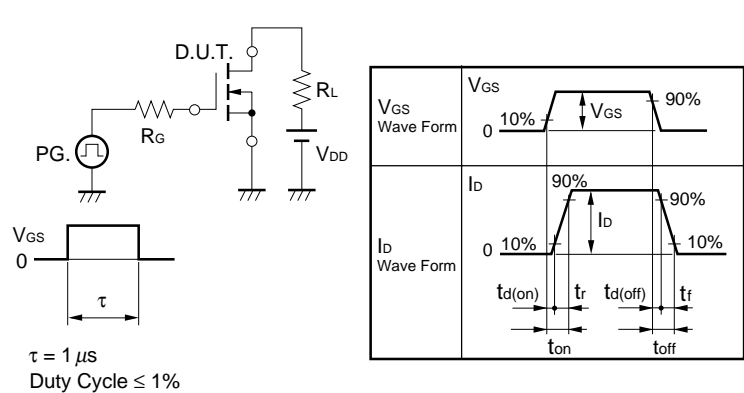 D.U.T.
RL
RG
PG.
VDD
VGS
0
τ
τ = 1 μs
Duty Cycle ≤ 1%
VGS
Wave Form
VGS
10%
0
VGS
90%
ID
Wave Form
ID
90%
90%
0
10%
ID
10%
td(on)
tr
td(off)
tf
ton
toff